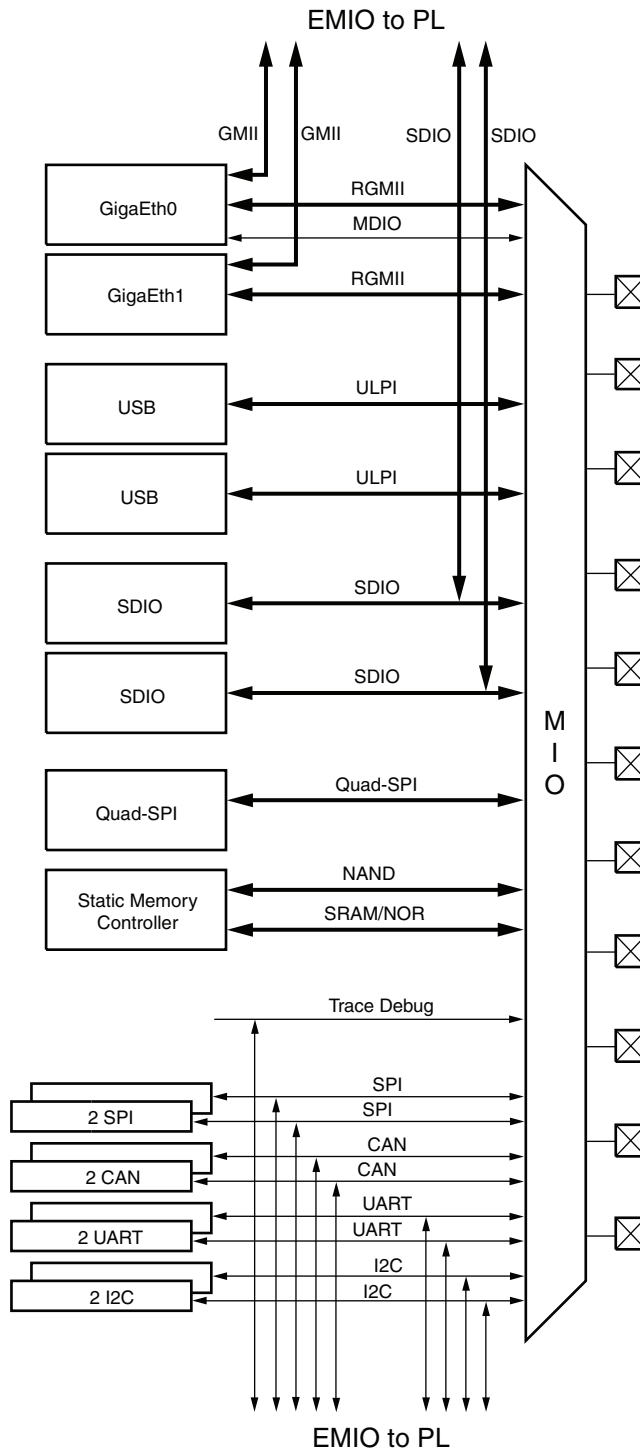 EMIO to PL
GMII
GMII
SDIO
SDIO
GigaEth0
RGMII
MDIO
GigaEth1
RGMII
USB
ULPI
USB
ULPI
SDIO
SDIO
SDIO
SDIO
M
I
O
Quad-SPI
Quad-SPI
Static Memory
Controller
NAND
SRAM/NOR
Trace Debug
SPI
2 SPI
SPI
CAN
2 CAN
CAN
UART
2 UART
UART
I2C
2 I2C
I2C
EMIO to PL